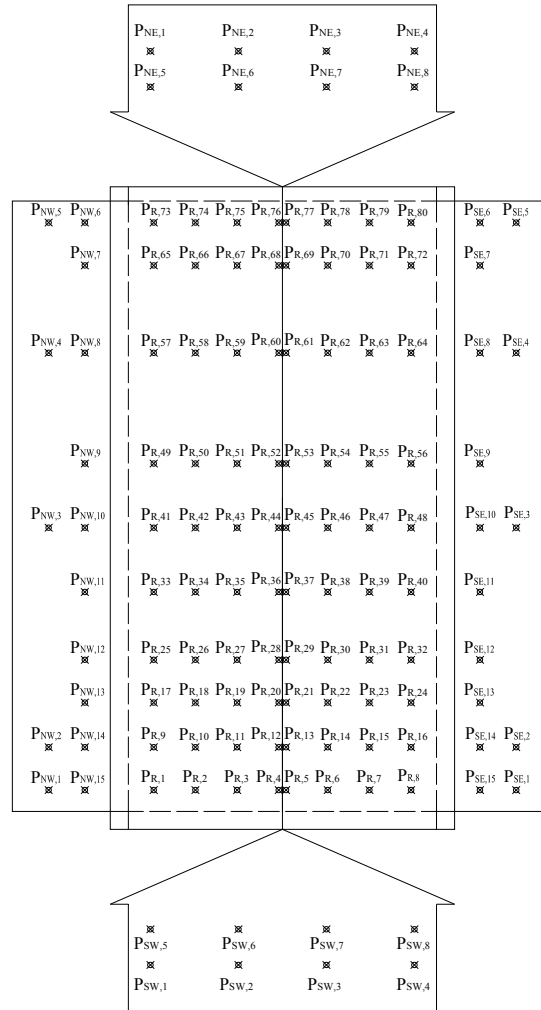 PNE,1 PNE,2 PNE,3 PNE,4
PNE,5 PNE,6 PNE,7 PNE,8
PNW,5 PNW,6 PR,73 PR,74 PR,75 PR,76 PR,77 PR,78 PR,79 PR,80 PSE,6 PSE,5
PNW,7 PR,65 PR,66 PR,67 PR,68 PR,69 PR,70 PR,71 PR,72 PSE,7
PNW,4 PNW,8 PR,57 PR,58 PR,59 PR,60 PR,61 PR,62 PR,63 PR,64 PSE,8 PSE,4
PNW,9 PR,49 PR,50 PR,51 PR,52 PR,53 PR,54 PR,55 PR,56 PSE,9
PNW,3 PNW,10 PR,41 PR,42 PR,43 PR,44 PR,45 PR,46 PR,47 PR,48 PSE,10 PSE,3
PNW,11 PR,33 PR,34 PR,35 PR,36 PR,37 PR,38 PR,39 PR,40 PSE,11
PNW,12 PR,25 PR,26 PR,27 PR,28 PR,29 PR,30 PR,31 PR,32 PSE,12
PNW,13 PR,17 PR,18 PR,19 PR,20 PR,21 PR,22 PR,23 PR,24 PSE,13
PNW,2 PNW,14 PR,9 PR,10 PR,11 PR,12 PR,13 PR,14 PR,15 PR,16 PSE,14 PSE,2
PNW,1 PNW,15 PR,1 PR,2 PR,3 PR,4 PR,5 PR,6 PR,7 PR,8 PSE,15 PSE,1
PSW,5 PSW,6 PSW,7 PSW,8
PSW,1 PSW,2 PSW,3 PSW,4